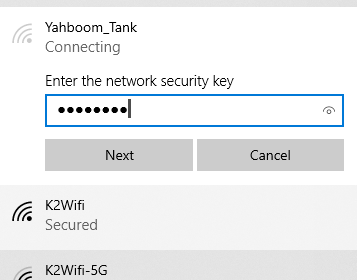 Yahboom_Tank
Connecting
Enter the network security key
●●●●●●●●
Next Cancel
K2Wifi
Secured
K2Wifi-5G